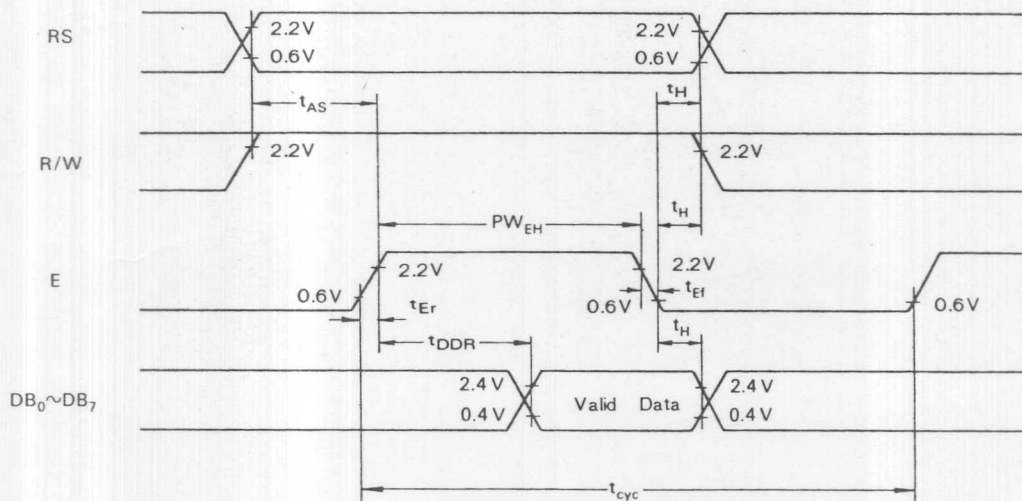 RS
2.2V
0.6V
2.2V
0.6V
t_AS
t_H
R/W
2.2V
2.2V
PW_EH
t_H
E
0.6V
2.2V
2.2V
0.6V
t_Ef
0.6V
t_Er
t_DDR
t_H
DB₀~DB₇
2.4V
0.4V
Valid Data
2.4V
0.4V
t_cyc